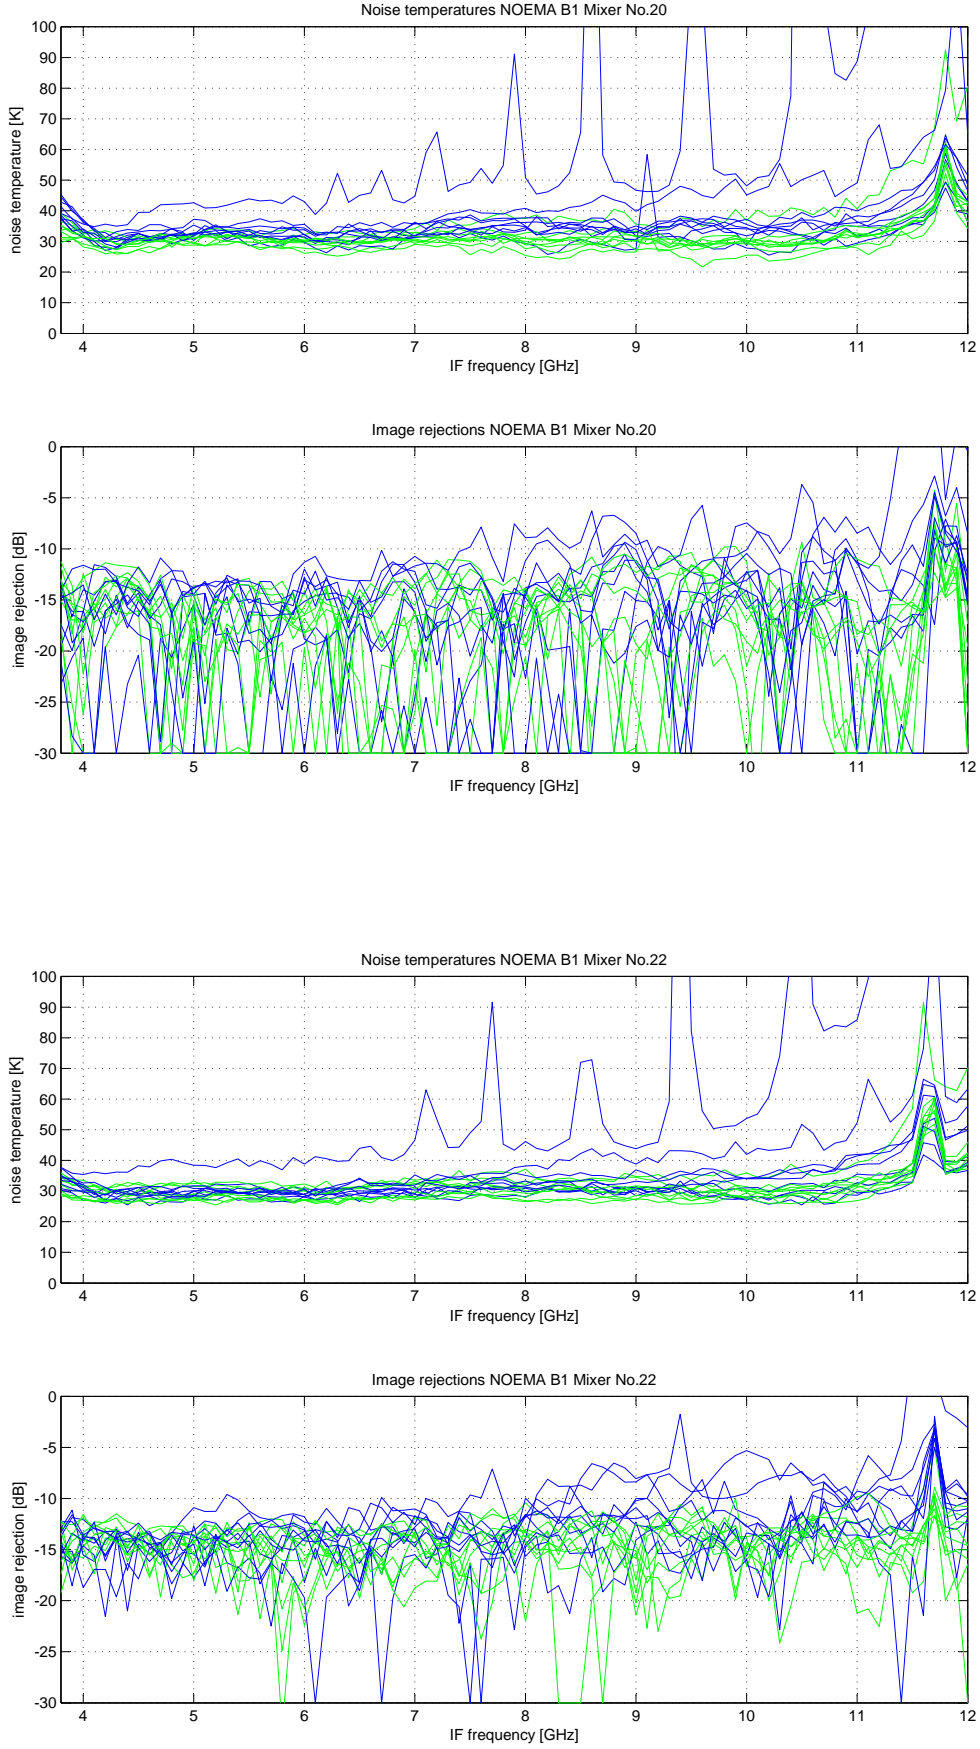 Noise temperatures NOEMA B1 Mixer No.20
100
90
80
70
60
50
40
30
20
10
0
noise temperature [K]
4 5 6 7 8 9 10 11 12
IF frequency [GHz]
Image rejections NOEMA B1 Mixer No.20
0
-5
-10
-15
-20
-25
-30
image rejection [dB]
4 5 6 7 8 9 10 11 12
IF frequency [GHz]
Noise temperatures NOEMA B1 Mixer No.22
100
90
80
70
60
50
40
30
20
10
0
noise temperature [K]
4 5 6 7 8 9 10 11 12
IF frequency [GHz]
Image rejections NOEMA B1 Mixer No.22
0
-5
-10
-15
-20
-25
-30
image rejection [dB]
4 5 6 7 8 9 10 11 12
IF frequency [GHz]